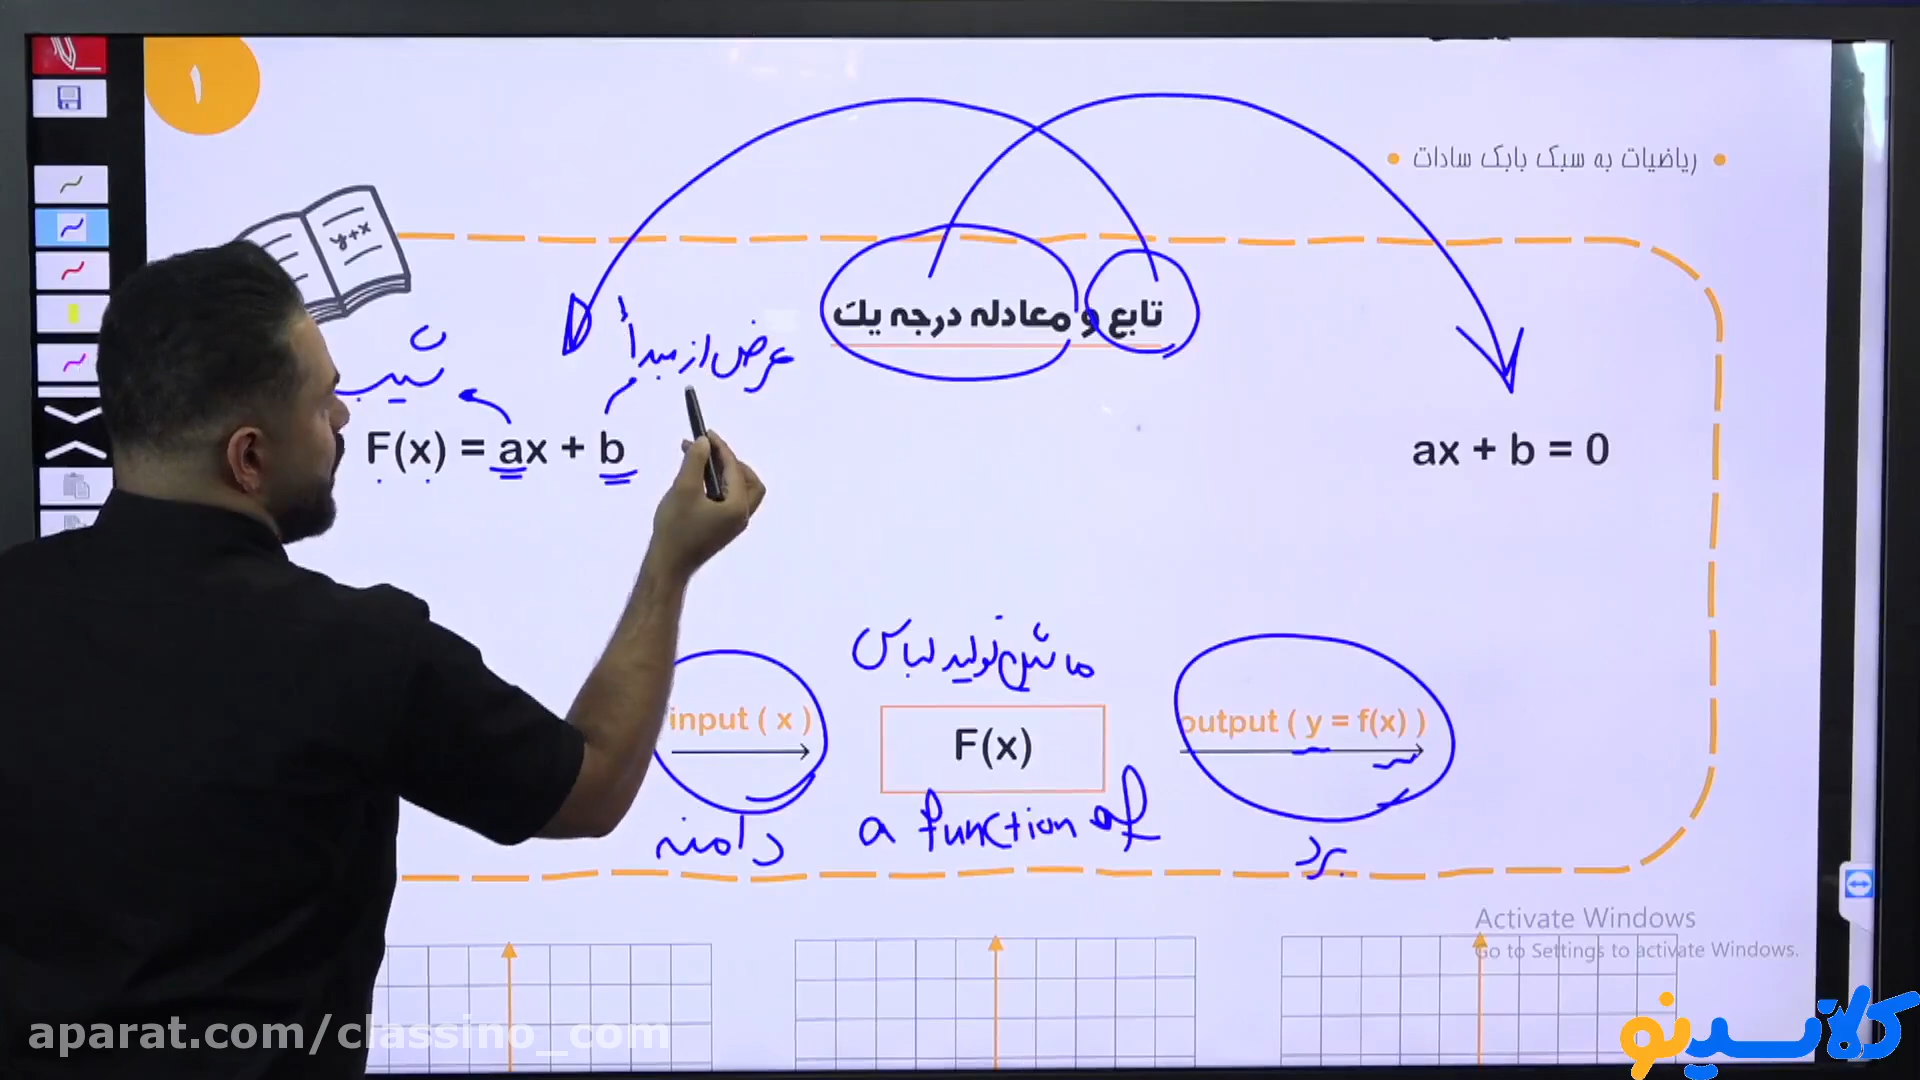 ۱
ریاضیات به سبک بابک سادات
y+x
تابع و معادله درجه یک
شیب
عرض از مبدأ
F(x) = ax + b
ax + b = 0
ماشین تولید لباس
input ( x )
F(x)
output ( y = f(x) )
دامنه
a function of
برد
Activate Windows
Go to Settings to activate Windows.
aparat.com/classino_com
کلاسینو